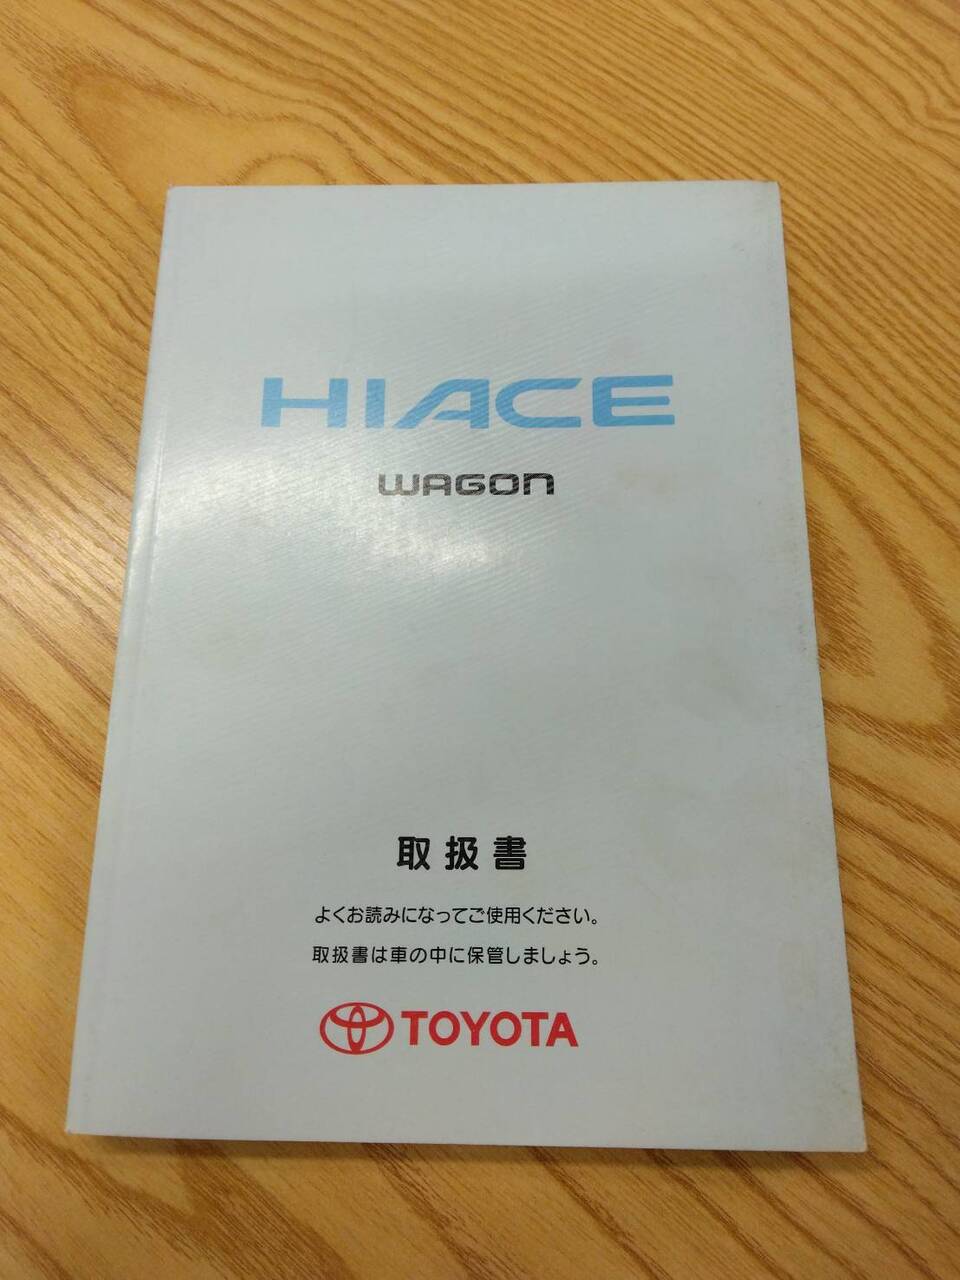 HIACE
WAGON
取扱書
よくお読みになってご使用ください。
取扱書は車の中に保管しましょう。
TOYOTA